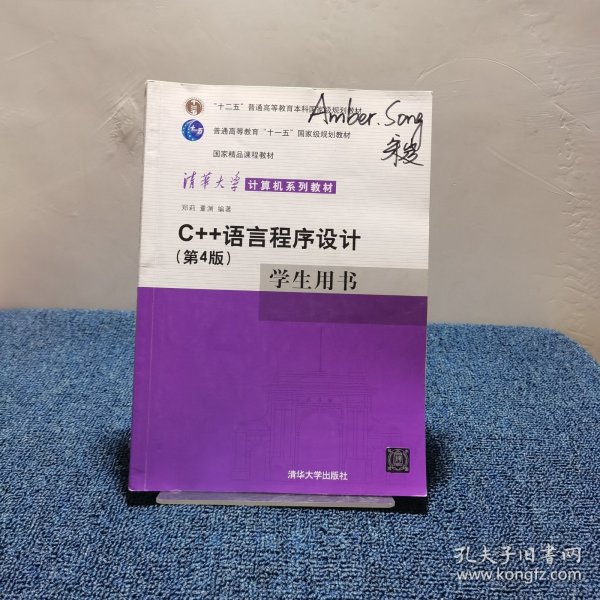 "十二五"普通高等教育本科国家级规划教材
Amber.Song
普通高等教育"十一五"国家级规划教材
国家精品课程教材
清华大学 计算机系列教材
郑莉 董渊 编著
C++语言程序设计
(第4版)
学生用书
清华大学出版社
孔夫子旧书网
www.kongfz.com